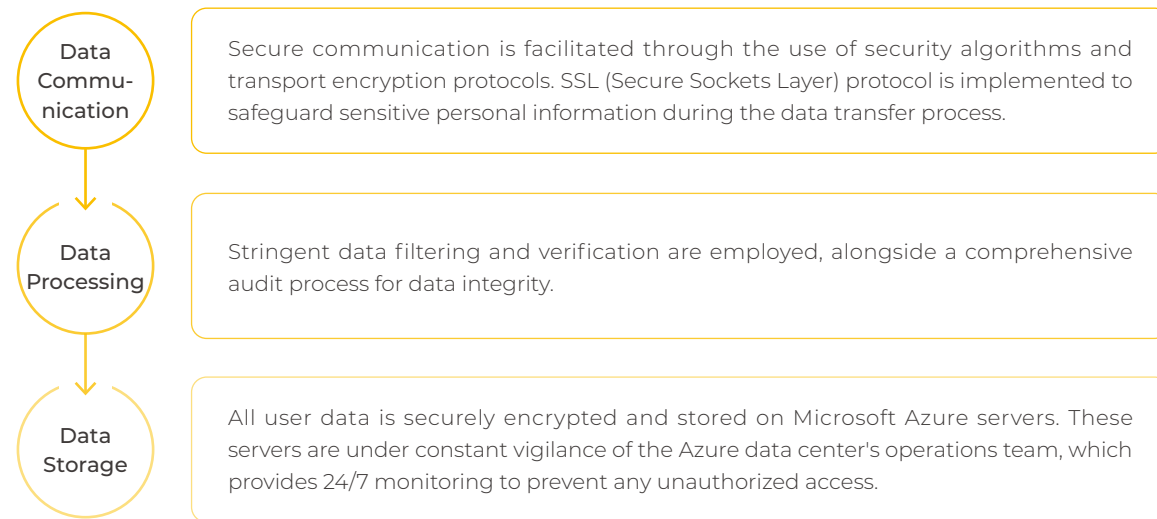 Data
Commu-
nication
Secure communication is facilitated through the use of security algorithms and
transport encryption protocols. SSL (Secure Sockets Layer) protocol is implemented to
safeguard sensitive personal information during the data transfer process.
Data
Processing
Stringent data filtering and verification are employed, alongside a comprehensive
audit process for data integrity.
Data
Storage
All user data is securely encrypted and stored on Microsoft Azure servers. These
servers are under constant vigilance of the Azure data center's operations team, which
provides 24/7 monitoring to prevent any unauthorized access.